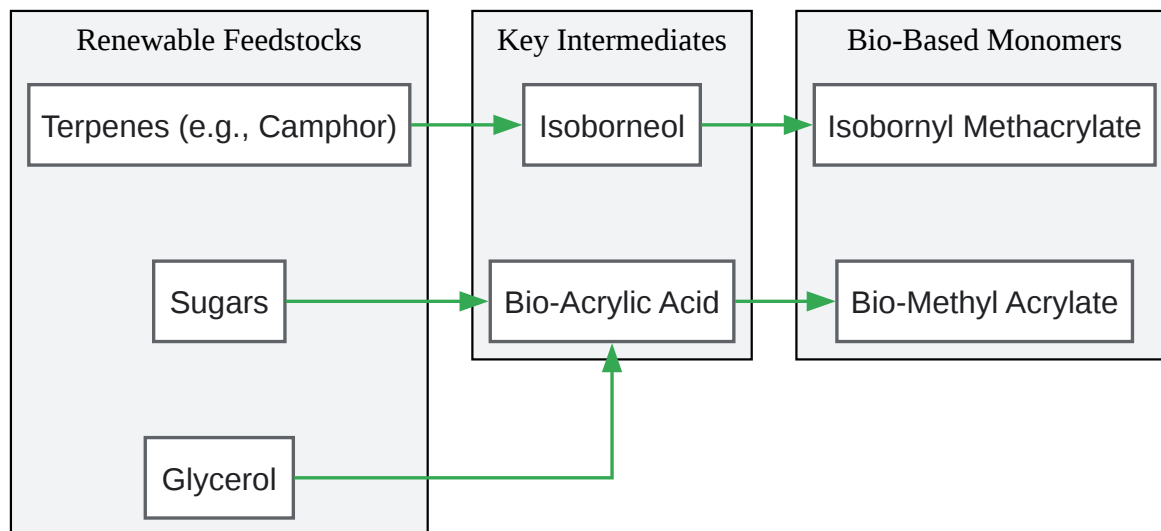 Renewable Feedstocks
Key Intermediates
Bio-Based Monomers
Terpenes (e.g., Camphor)
Isoborneol
Isobornyl Methacrylate
Sugars
Bio-Acrylic Acid
Bio-Methyl Acrylate
Glycerol